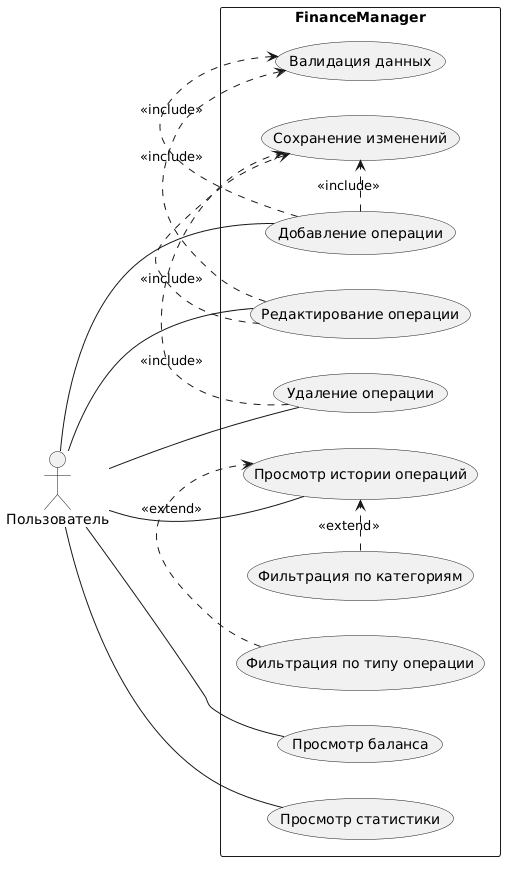 FinanceManager
Валидация данных
«include»
Сохранение изменений
«include»
«include»
Добавление операции
«include»
Редактирование операции
«include»
Удаление операции
Просмотр истории операций
«extend»
Пользователь
«extend»
Фильтрация по категориям
Фильтрация по типу операции
Просмотр баланса
Просмотр статистики